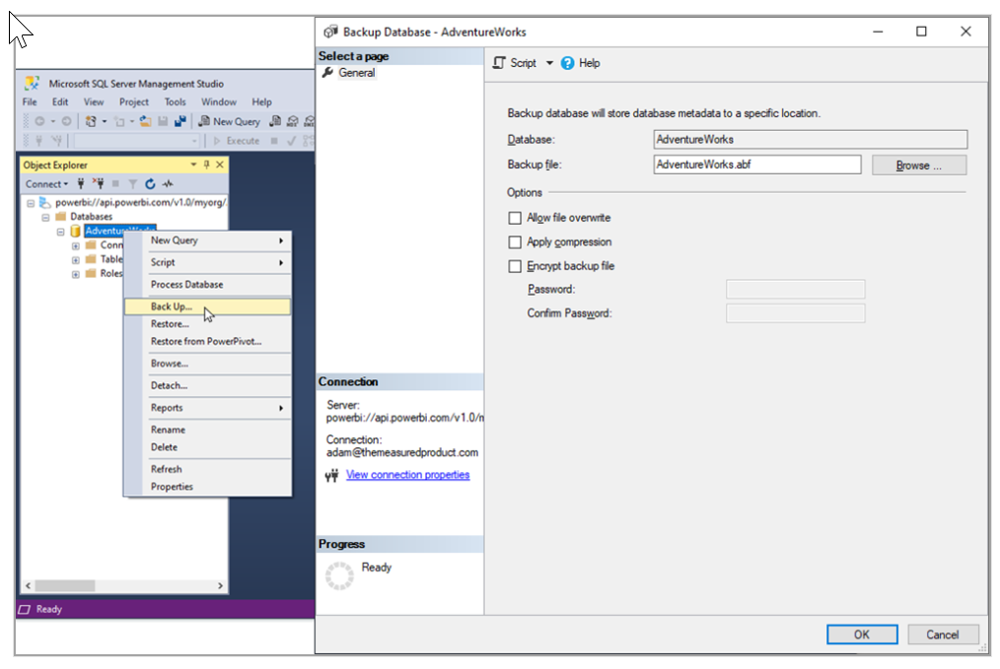 Microsoft SQL Server Management Studio
File Edit View Project Tools Window Help
New Query
Execute
Object Explorer
Connect
powerbi://api.powerbi.com/v1.0/myorg/
Databases
AdventureWorks
Conn
Table
Roles
New Query
Script
Process Database
Back Up...
Restore...
Restore from PowerPivot...
Browse...
Detach...
Reports
Rename
Delete
Refresh
Properties
Ready
Backup Database - AdventureWorks
Select a page
General
Script Help
Backup database will store database metadata to a specific location.
Database: AdventureWorks
Backup file: AdventureWorks.abf Browse ...
Options
Allow file overwrite
Apply compression
Encrypt backup file
Password:
Confirm Password:
Connection
Server:
powerbi://api.powerbi.com/v1.0/m
Connection:
adam@themeasuredproduct.com
View connection properties
Progress
Ready
OK Cancel